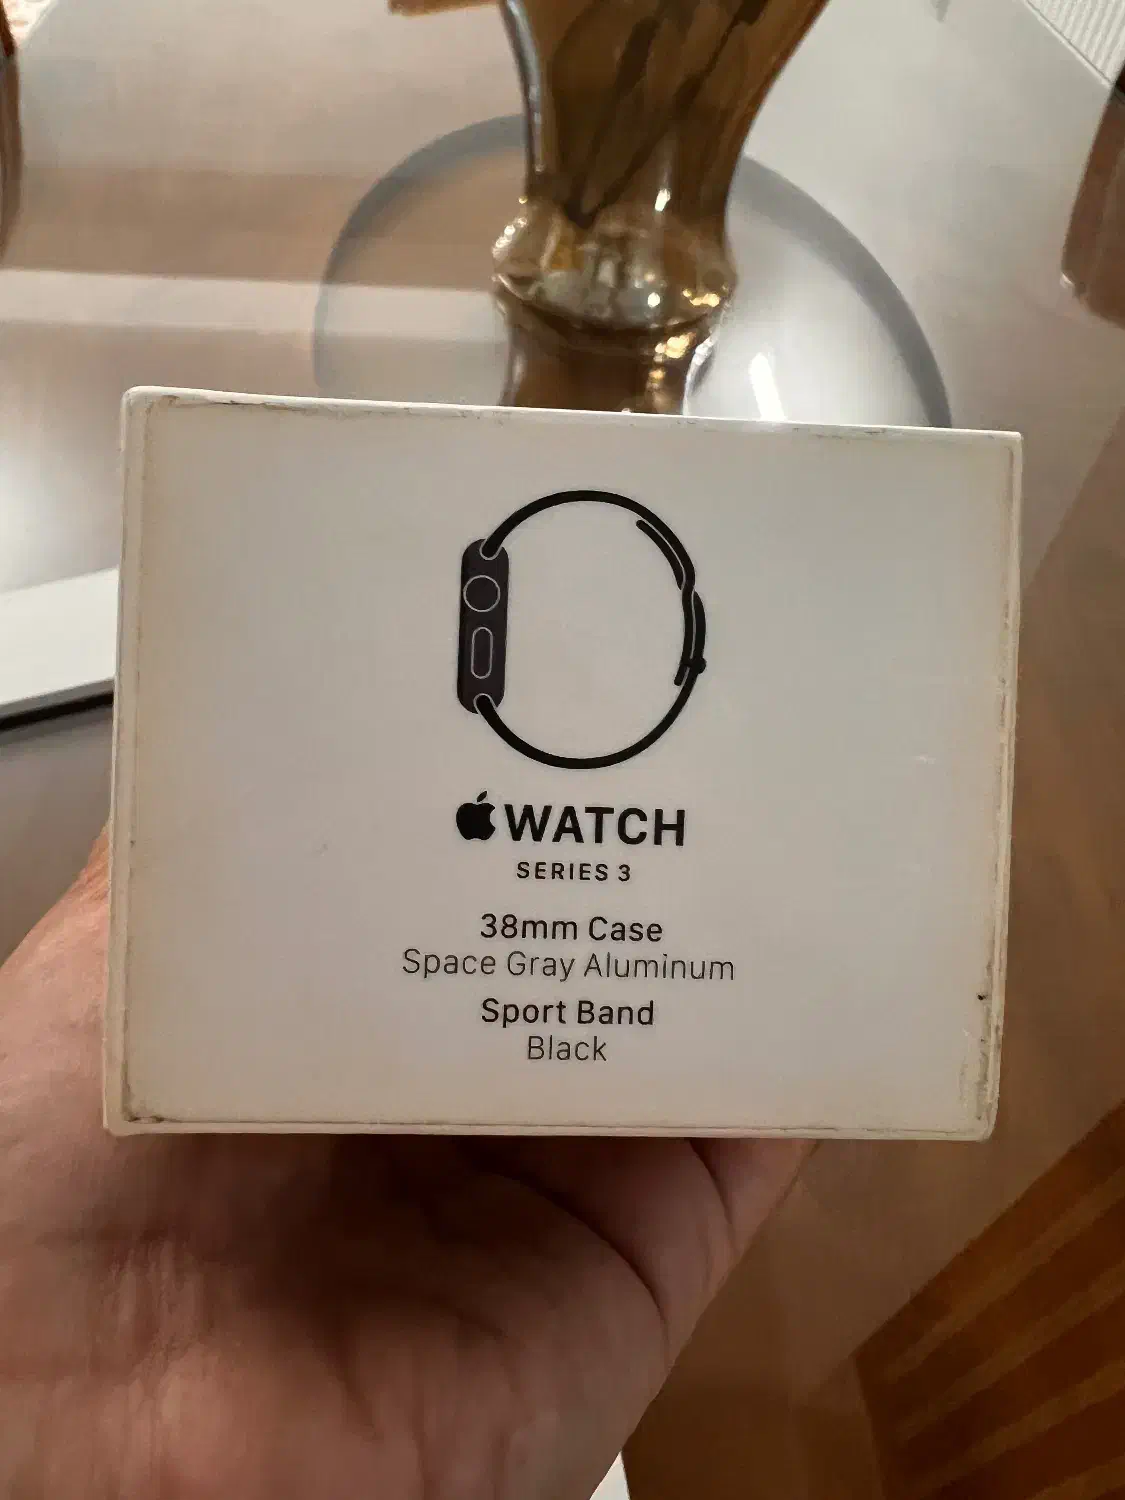 WATCH
SERIES 3
38mm Case
Space Gray Aluminum
Sport Band
Black